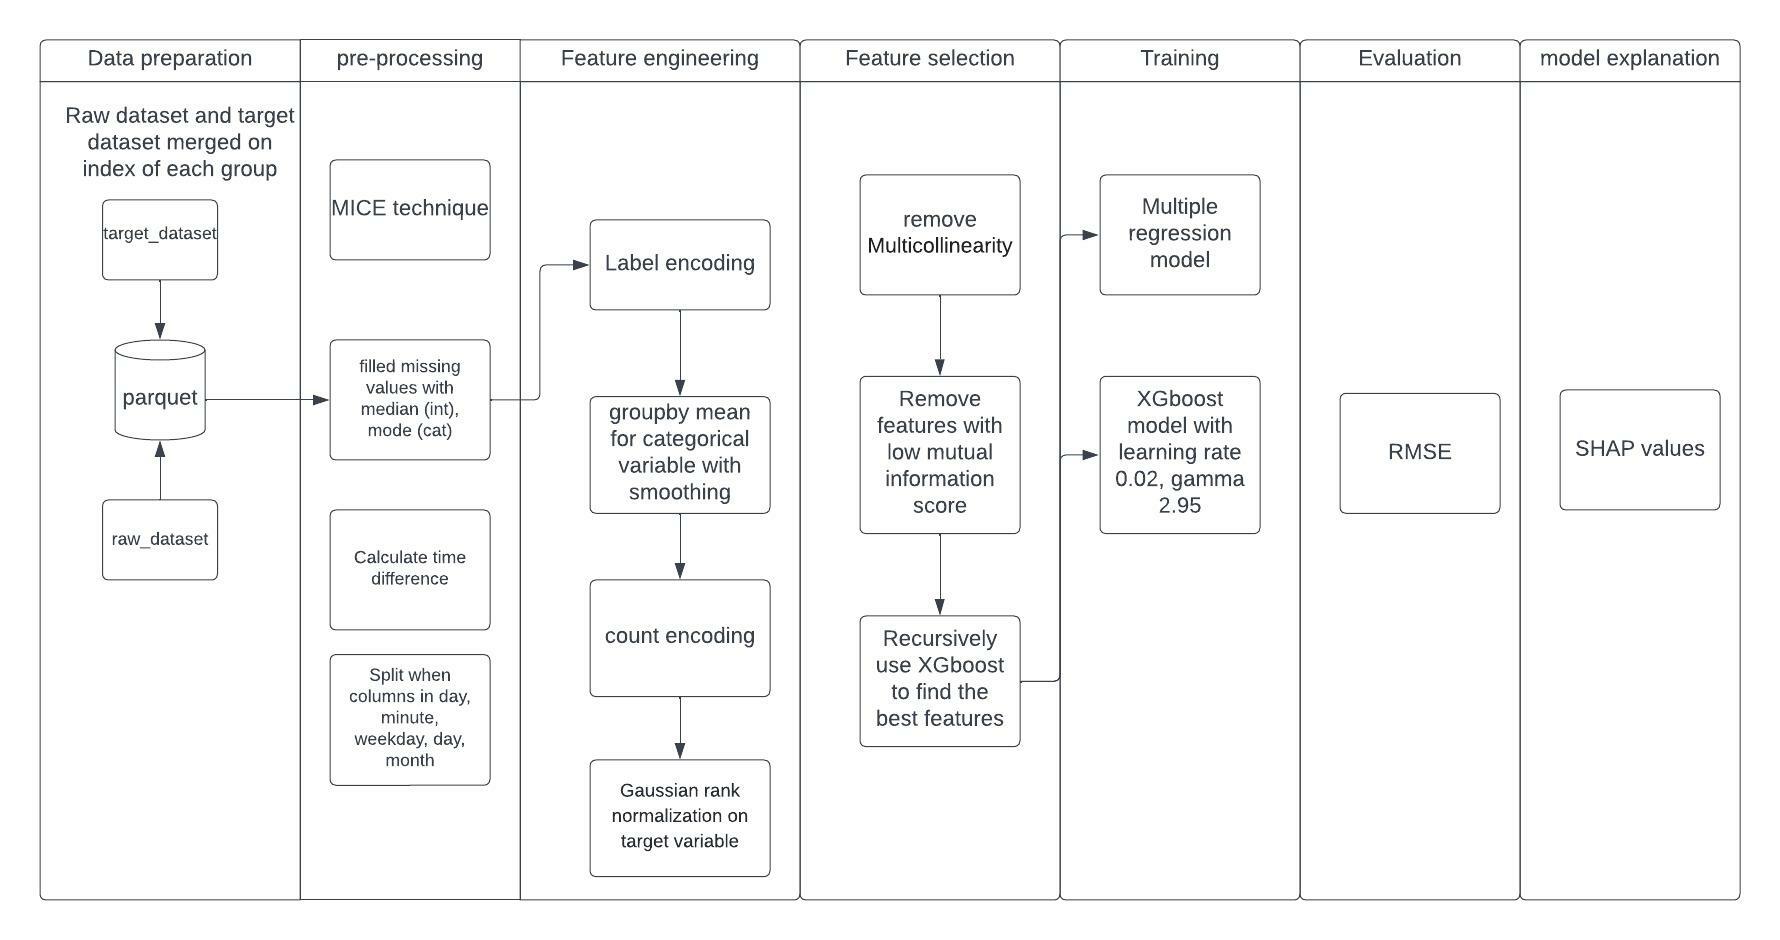 Data preparation
pre-processing
Feature engineering
Feature selection
Training
Evaluation
model explanation
Raw dataset and target
dataset merged on
index of each group
target_dataset
parquet
raw_dataset
MICE technique
filled missing
values with
median (int),
mode (cat)
Calculate time
difference
Split when
columns in day,
minute,
weekday, day,
month
Label encoding
groupby mean
for categorical
variable with
smoothing
count encoding
Gaussian rank
normalization on
target variable
remove
Multicollinearity
Remove
features with
low mutual
information
score
Recursively
use XGboost
to find the
best features
Multiple
regression
model
XGboost
model with
learning rate
0.02, gamma
2.95
RMSE
SHAP values